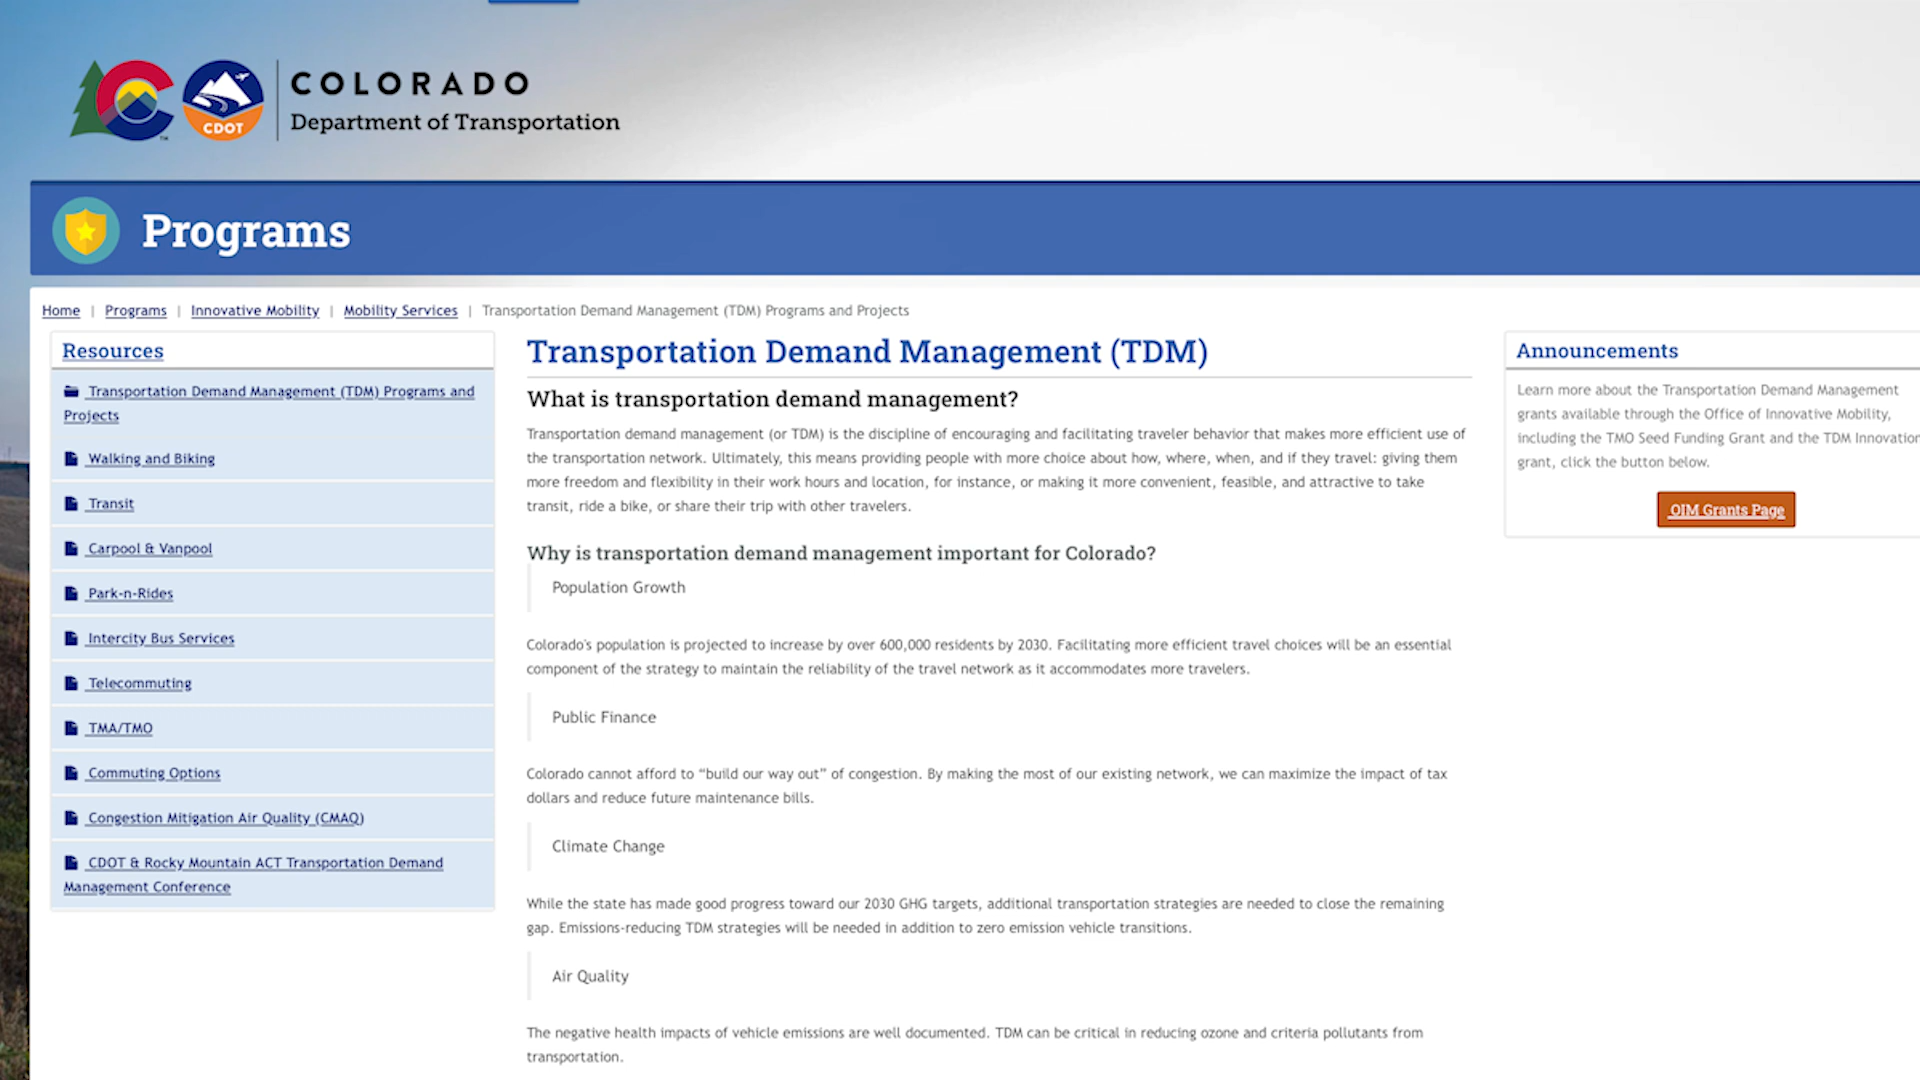 COLORADO
Department of Transportation
CDOT
TM
Programs
Home | Programs | Innovative Mobility | Mobility Services | Transportation Demand Management (TDM) Programs and Projects
Resources
Transportation Demand Management (TDM) Programs and
Projects
Walking and Biking
Transit
Carpool & Vanpool
Park-n-Rides
Intercity Bus Services
Telecommuting
TMA/TMO
Commuting Options
Congestion Mitigation Air Quality (CMAQ)
CDOT & Rocky Mountain ACT Transportation Demand
Management Conference
Transportation Demand Management (TDM)
What is transportation demand management?
Transportation demand management (or TDM) is the discipline of encouraging and facilitating traveler behavior that makes more efficient use of
the transportation network. Ultimately, this means providing people with more choice about how, where, when, and if they travel: giving them
more freedom and flexibility in their work hours and location, for instance, or making it more convenient, feasible, and attractive to take
transit, ride a bike, or share their trip with other travelers.
Why is transportation demand management important for Colorado?
Population Growth
Colorado's population is projected to increase by over 600,000 residents by 2030. Facilitating more efficient travel choices will be an essential
component of the strategy to maintain the reliability of the travel network as it accommodates more travelers.
Public Finance
Colorado cannot afford to “build our way out” of congestion. By making the most of our existing network, we can maximize the impact of tax
dollars and reduce future maintenance bills.
Climate Change
While the state has made good progress toward our 2030 GHG targets, additional transportation strategies are needed to close the remaining
gap. Emissions-reducing TDM strategies will be needed in addition to zero emission vehicle transitions.
Air Quality
The negative health impacts of vehicle emissions are well documented. TDM can be critical in reducing ozone and criteria pollutants from
transportation.
Announcements
Learn more about the Transportation Demand Management
grants available through the Office of Innovative Mobility,
including the TMO Seed Funding Grant and the TDM Innovation
grant, click the button below.
OIM Grants Page